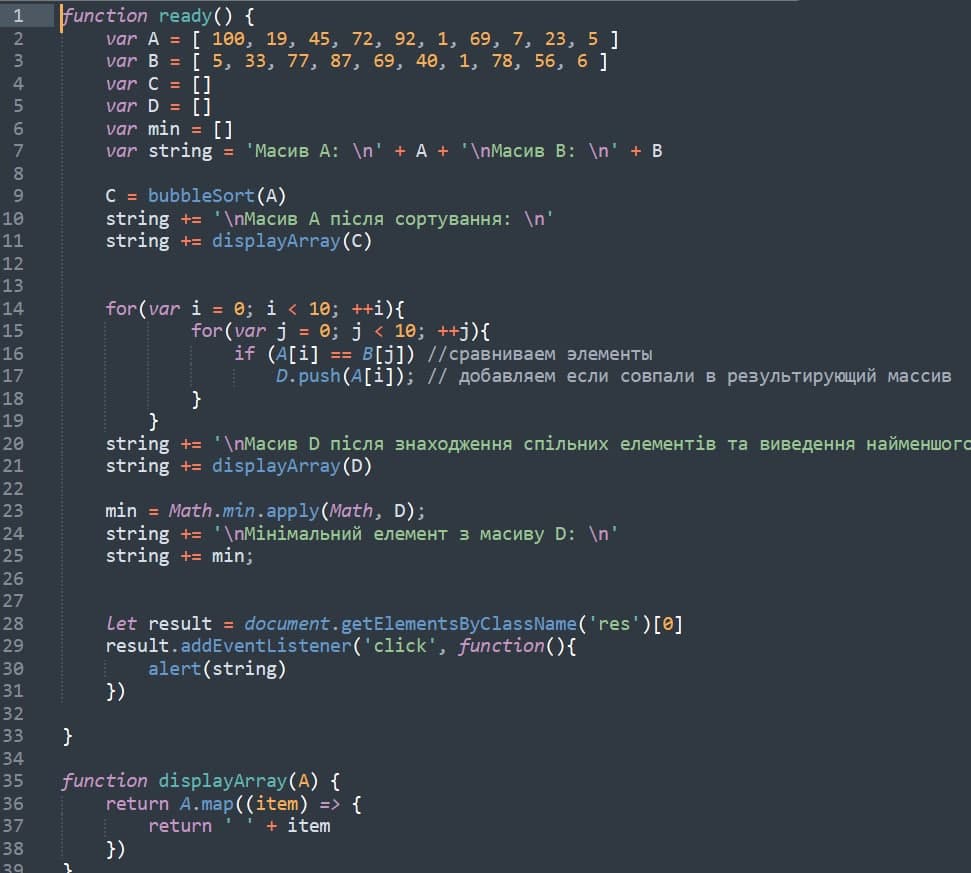 1 function ready() {
2 var A = [ 100, 19, 45, 72, 92, 1, 69, 7, 23, 5 ]
3 var B = [ 5, 33, 77, 87, 69, 40, 1, 78, 56, 6 ]
4 var C = []
5 var D = []
6 var min = []
7 var string = 'Масив A: \n' + A + '\nМасив B: \n' + B
8
9 C = bubbleSort(A)
10 string += '\nМасив A після сортування: \n'
11 string += displayArray(C)
12
13
14 for(var i = 0; i < 10; ++i){
15 for(var j = 0; j < 10; ++j){
16 if (A[i] == B[j]) //сравниваем элементы
17 D.push(A[i]); // добавляем если совпали в результирующий массив
18 }
19 }
20 string += '\nМасив D після знаходження спільних елементів та виведення найменшого
21 string += displayArray(D)
22
23 min = Math.min.apply(Math, D);
24 string += '\nМінімальний елемент з масиву D: \n'
25 string += min;
26
27
28 let result = document.getElementsByClassName('res')[0]
29 result.addEventListener('click', function(){
30 alert(string)
31 })
32
33 }
34
35 function displayArray(A) {
36 return A.map((item) => {
37 return ' ' + item
38 })
39 }